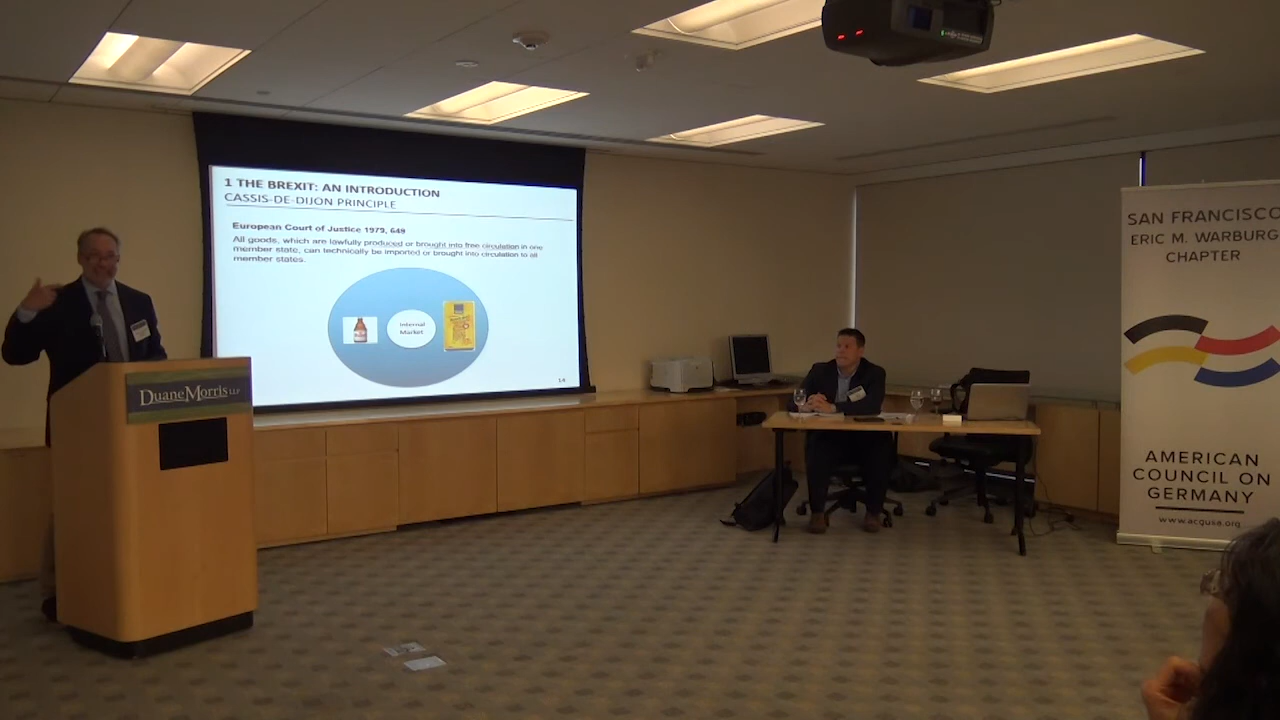 1 THE BREXIT: AN INTRODUCTION
CASSIS-DE-DIJON PRINCIPLE
European Court of Justice 1979, 649
All goods, which are lawfully produced or brought into free circulation in one
member state, can technically be imported or brought into circulation to all
member states.
Internal
Market
14
DuaneMorris LLP
SAN FRANCISCO
ERIC M. WARBURG
CHAPTER
AMERICAN
COUNCIL ON
GERMANY
www.acgusa.org